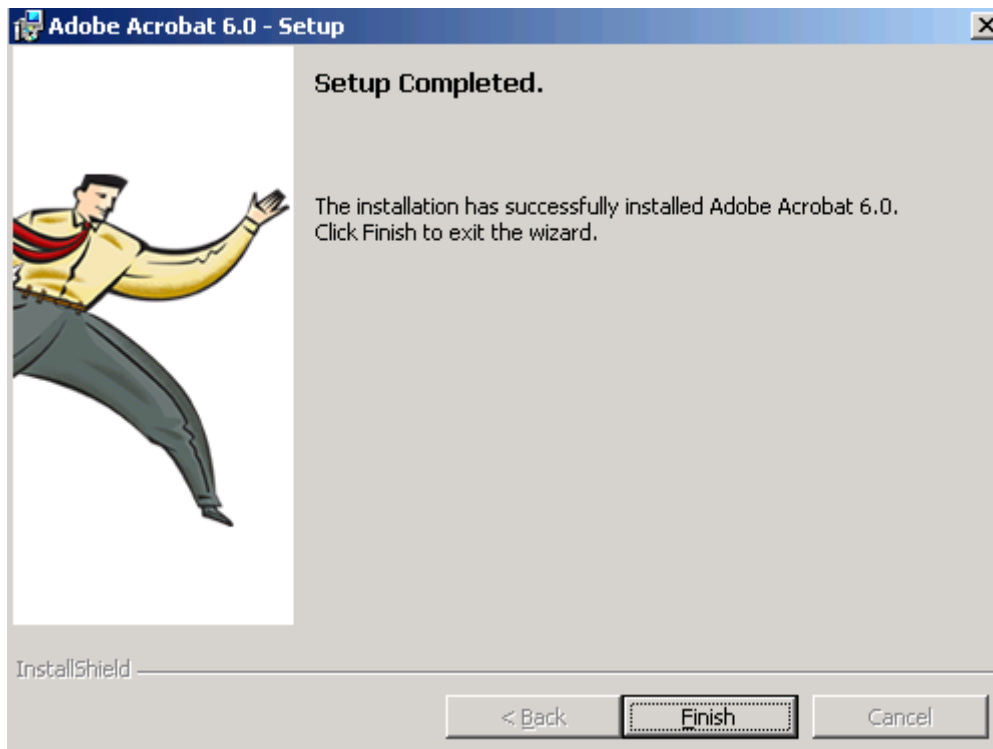 Adobe Acrobat 6.0 - Setup
Setup Completed.
The installation has successfully installed Adobe Acrobat 6.0.
Click Finish to exit the wizard.
InstallShield
< Back
Finish
Cancel